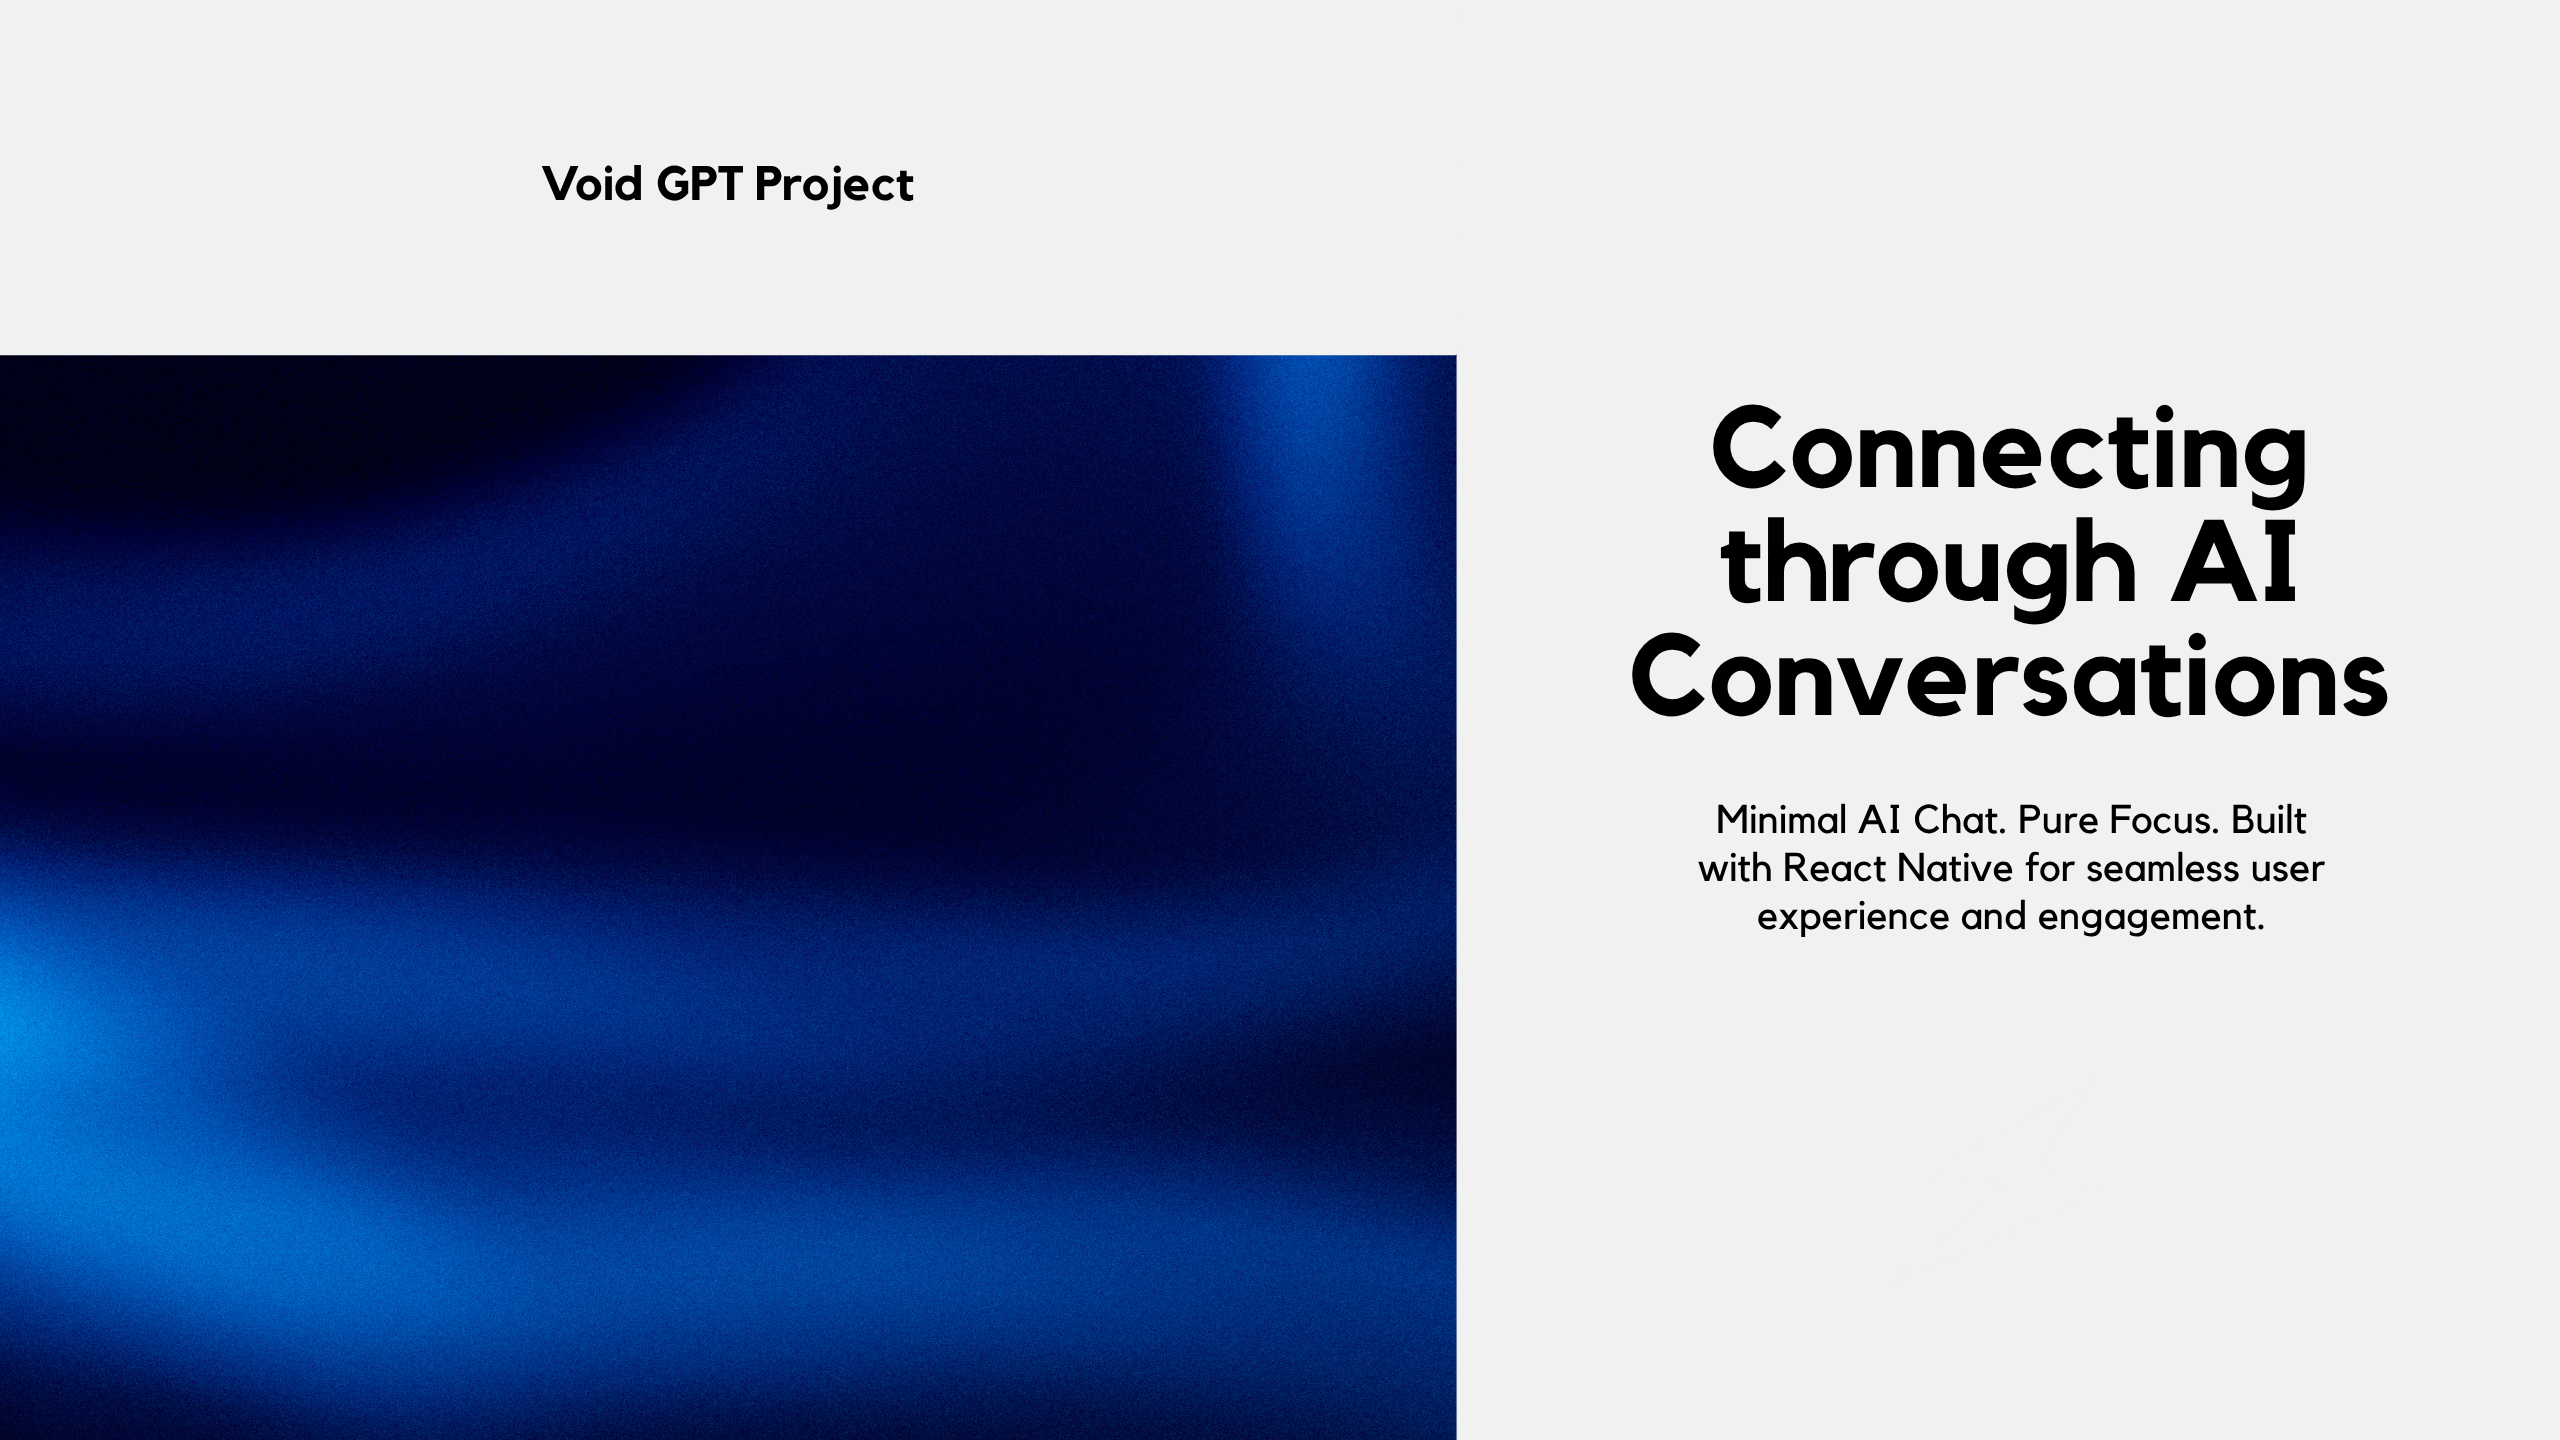 Void GPT Project
Connecting
through AI
Conversations
Minimal AI Chat. Pure Focus. Built
with React Native for seamless user
experience and engagement.